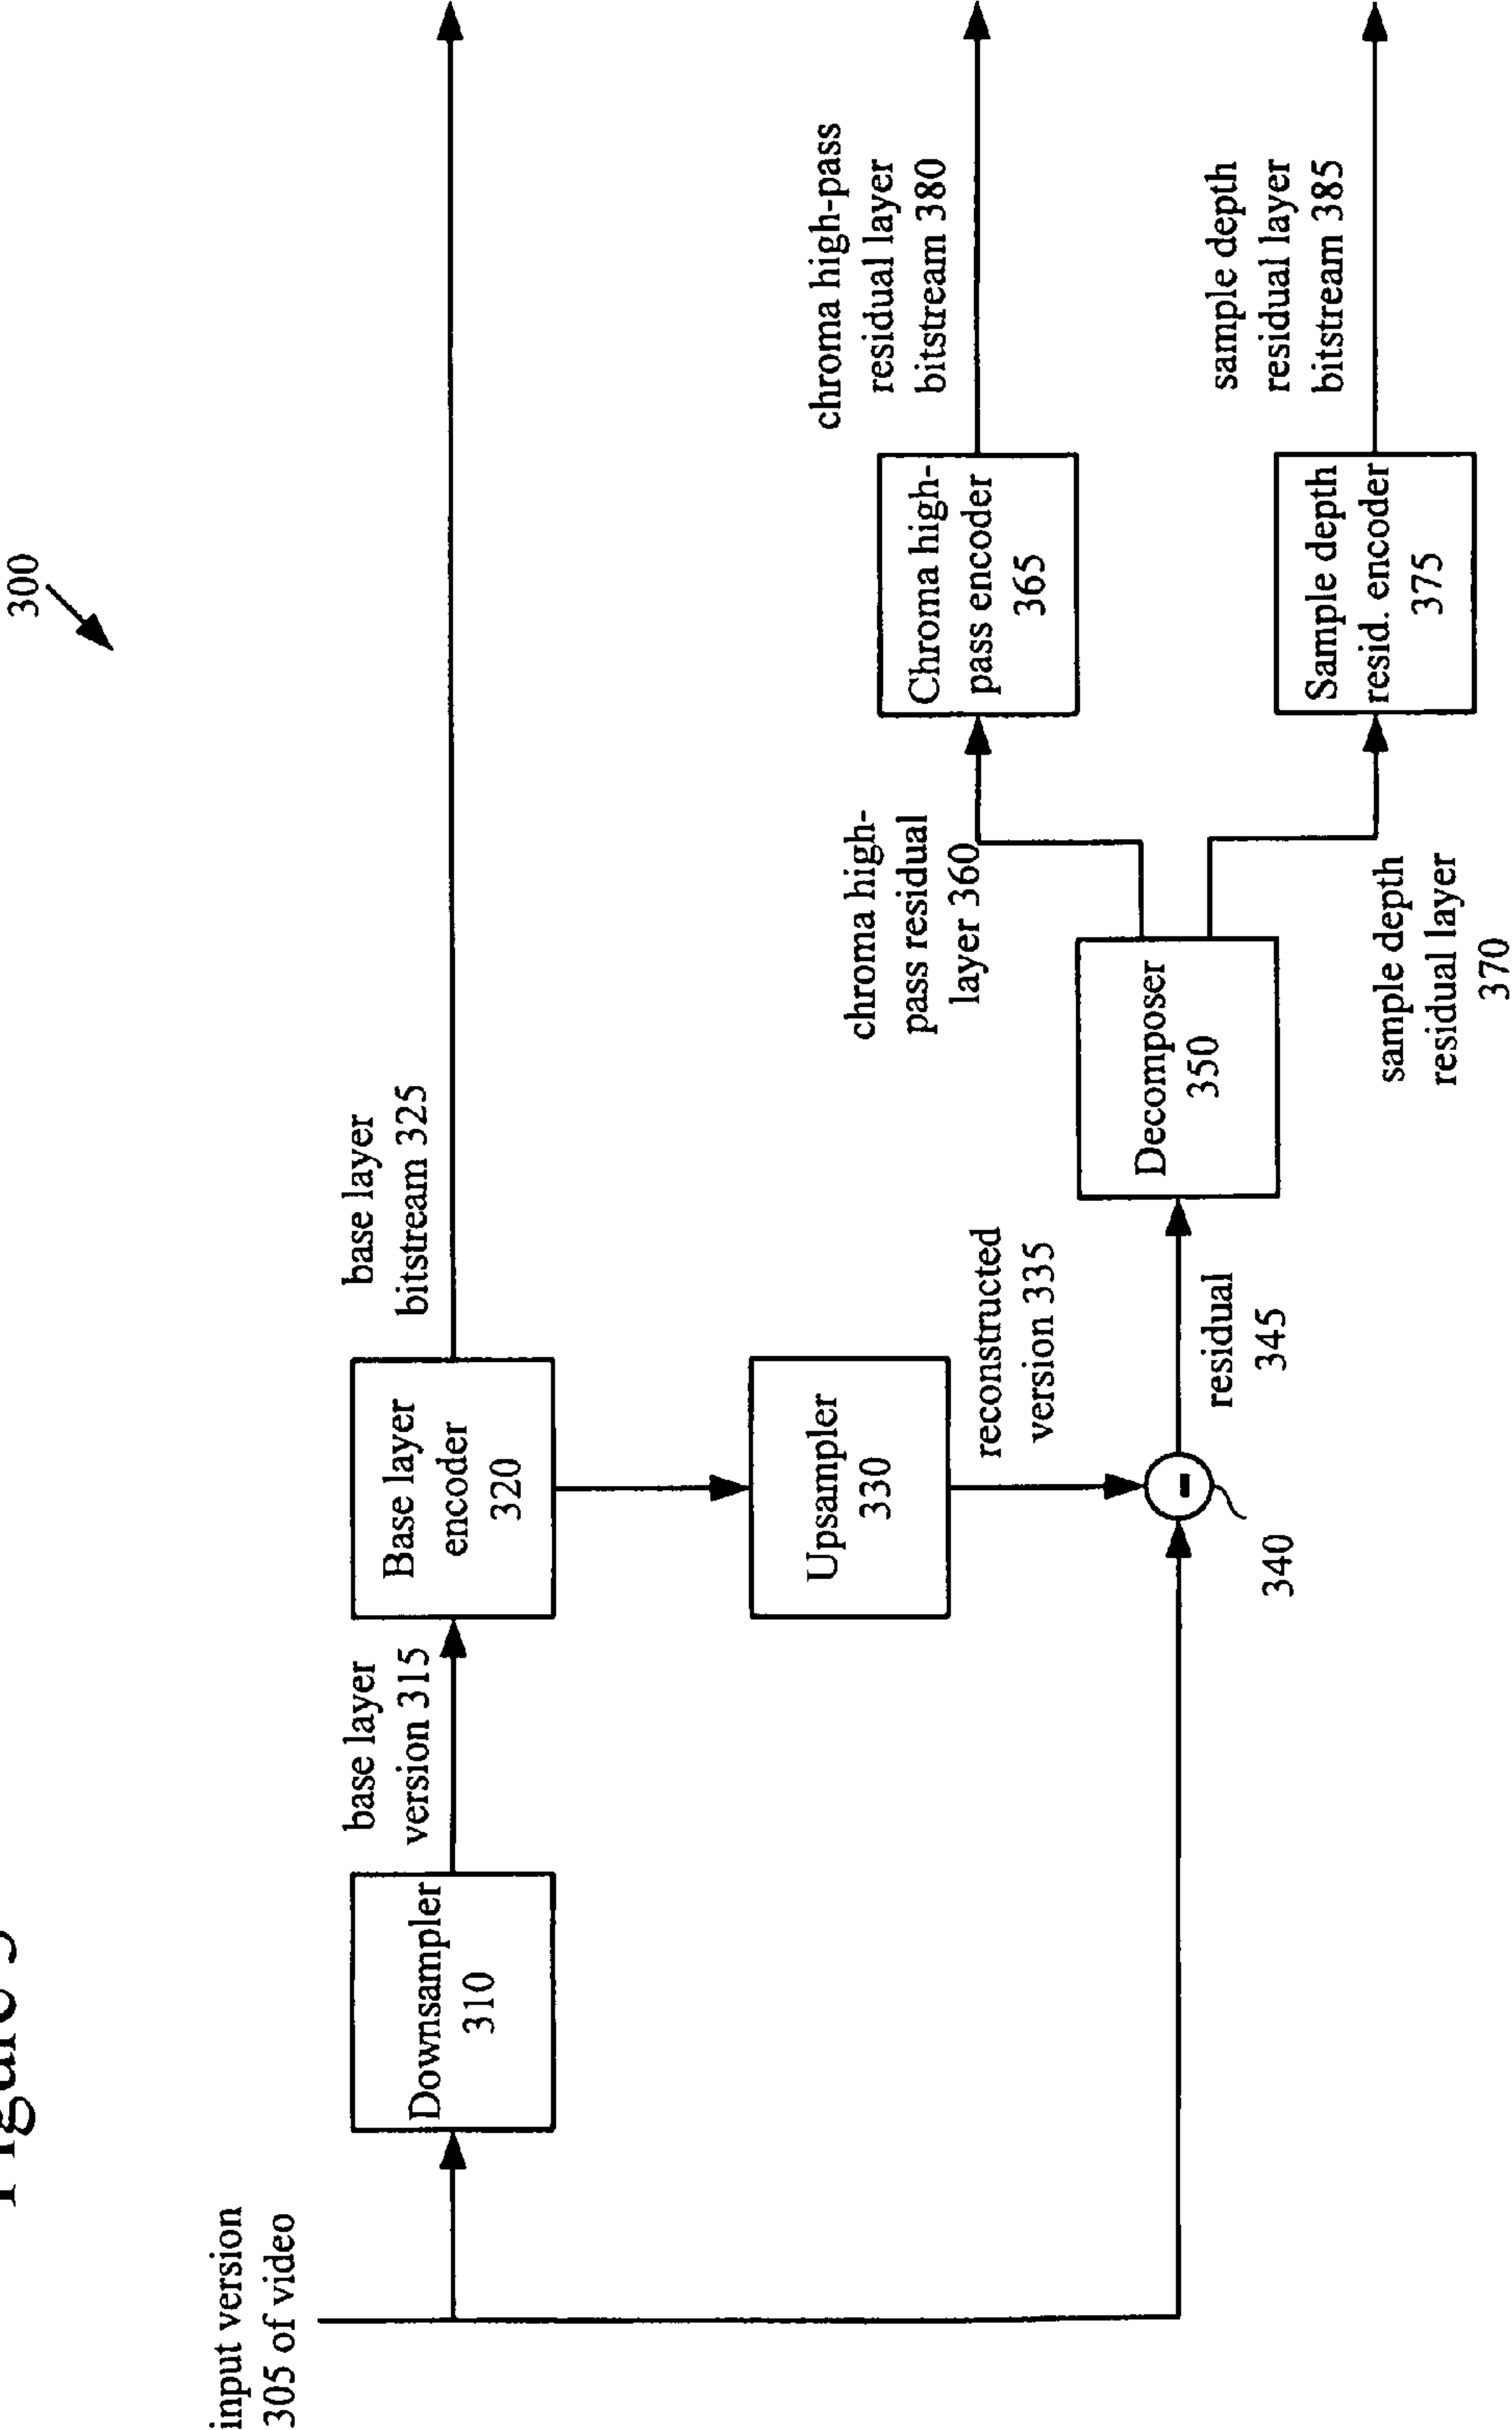 Figure 3
300
input version
305 of video
Downsampler
310
base layer
version 315
Base layer
encoder
320
base layer
bitstream 325
Upsampler
330
reconstructed
version 335
340
residual
345
Decomposer
350
chroma high-
pass residual
layer 360
sample depth
residual layer
370
Chroma high-
pass encoder
365
Sample depth
resid. encoder
375
chroma high-pass
residual layer
bitstream 380
sample depth
residual layer
bitstream 385